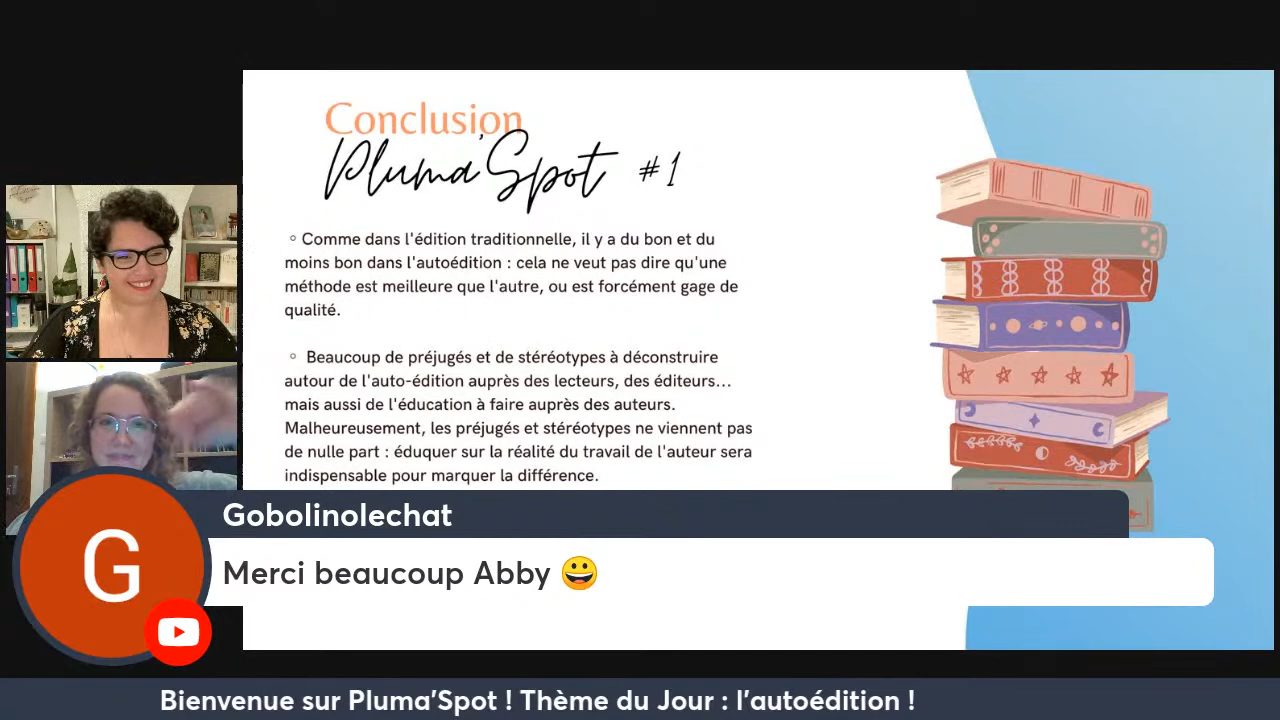 Conclusion
Pluma'Spot #1
◦ Comme dans l'édition traditionnelle, il y a du bon et du
moins bon dans l'autoédition : cela ne veut pas dire qu'une
méthode est meilleure que l'autre, ou est forcément gage de
qualité.
◦ Beaucoup de préjugés et de stéréotypes à déconstruire
autour de l'auto-édition auprès des lecteurs, des éditeurs…
mais aussi de l'éducation à faire auprès des auteurs.
Malheureusement, les préjugés et stéréotypes ne viennent pas
de nulle part : éduquer sur la réalité du travail de l'auteur sera
indispensable pour marquer la différence.
G
Gobolinolechat
Merci beaucoup Abby 😀
Bienvenue sur Pluma'Spot ! Thème du Jour : l'autoédition !